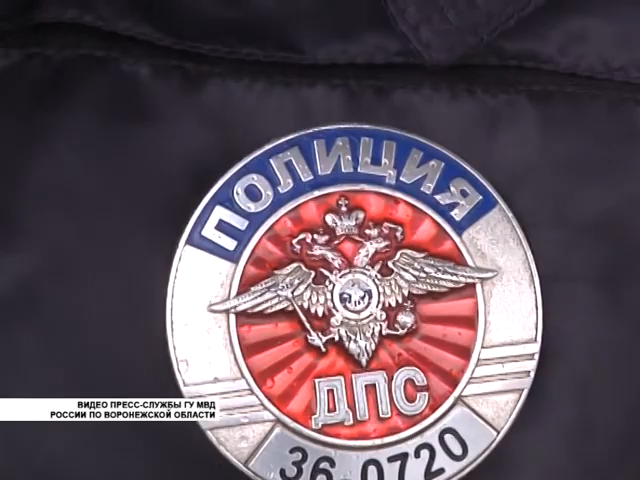 ПОЛИЦИЯ
ДПС
36 0720
ВИДЕО ПРЕСС-СЛУЖБЫ ГУ МВД
РОССИИ ПО ВОРОНЕЖСКОЙ ОБЛАСТИ